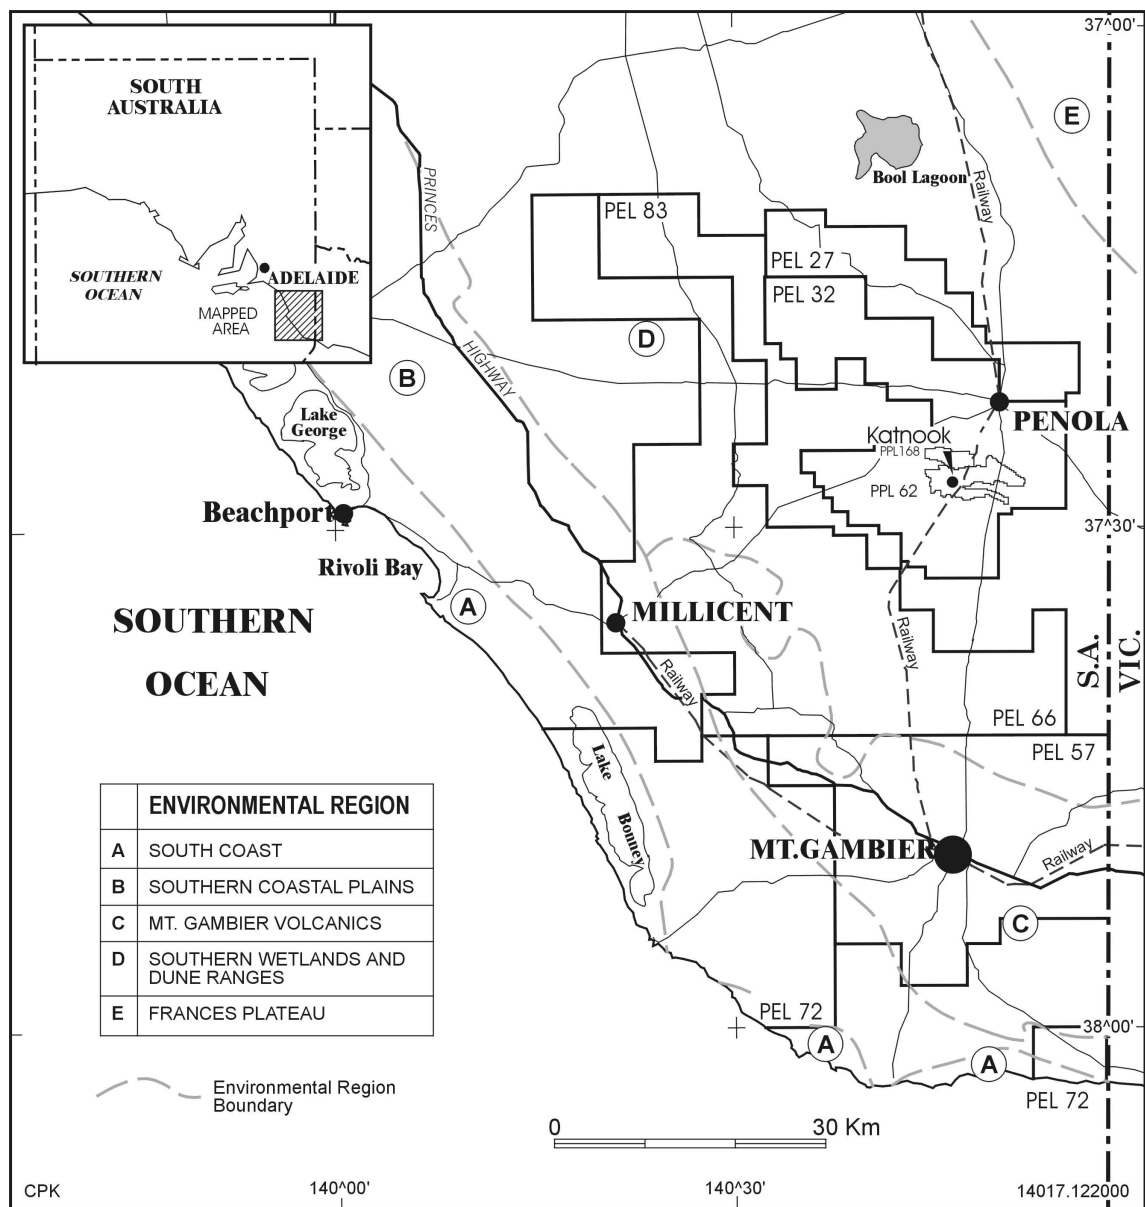 37^00'
SOUTH
AUSTRALIA
SOUTHERN
OCEAN
ADELAIDE
MAPPED
AREA
E
PRINCES
Bool Lagoon
Railway
PEL 83
PEL 27
PEL 32
D
HIGHWAY
B
Lake
George
PENOLA
Katnook
PPL168
PPL 62
Beachport
37^30'
Rivoli Bay
A
MILLICENT
SOUTHERN
OCEAN
Railway
Railway
S.A.
VIC.
PEL 66
PEL 57
Lake
Bonney
MT.GAMBIER
Railway
C
ENVIRONMENTAL REGION
A SOUTH COAST
B SOUTHERN COASTAL PLAINS
C MT. GAMBIER VOLCANICS
D SOUTHERN WETLANDS AND
DUNE RANGES
E FRANCES PLATEAU
PEL 72
38^00'
A
A
PEL 72
Environmental Region
Boundary
0 30 Km
CPK
140^00'
140^30'
14017.122000